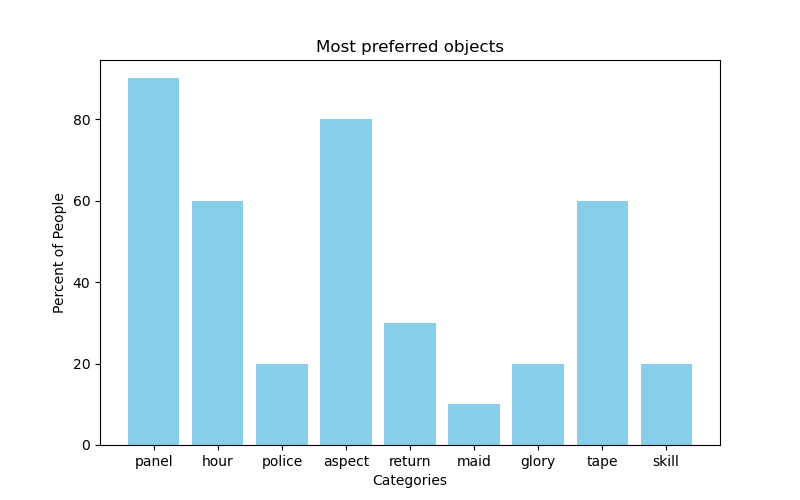 Most preferred objects
Percent of People
80
60
40
20
0
panel hour police aspect return maid glory tape skill
Categories